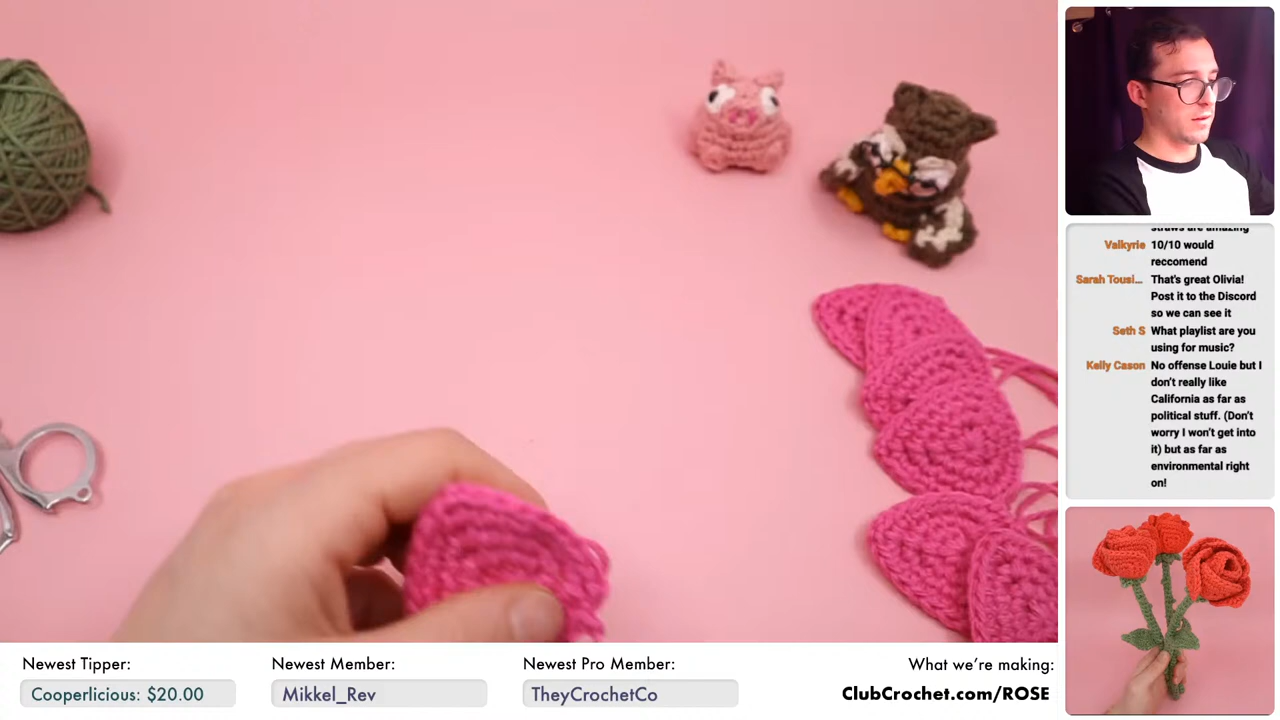 straws are amazing
Valkyrie 10/10 would
reccomend
Sarah Tousi... That's great Olivia!
Post it to the Discord
so we can see it
Seth S What playlist are you
using for music?
Kelly Cason No offense Louie but I
don't really like
California as far as
political stuff. (Don't
worry I won't get into
it) but as far as
environmental right
on!
Newest Tipper:
Cooperlicious: $20.00
Newest Member:
Mikkel_Rev
Newest Pro Member:
TheyCrochetCo
What we're making:
ClubCrochet.com/ROSE